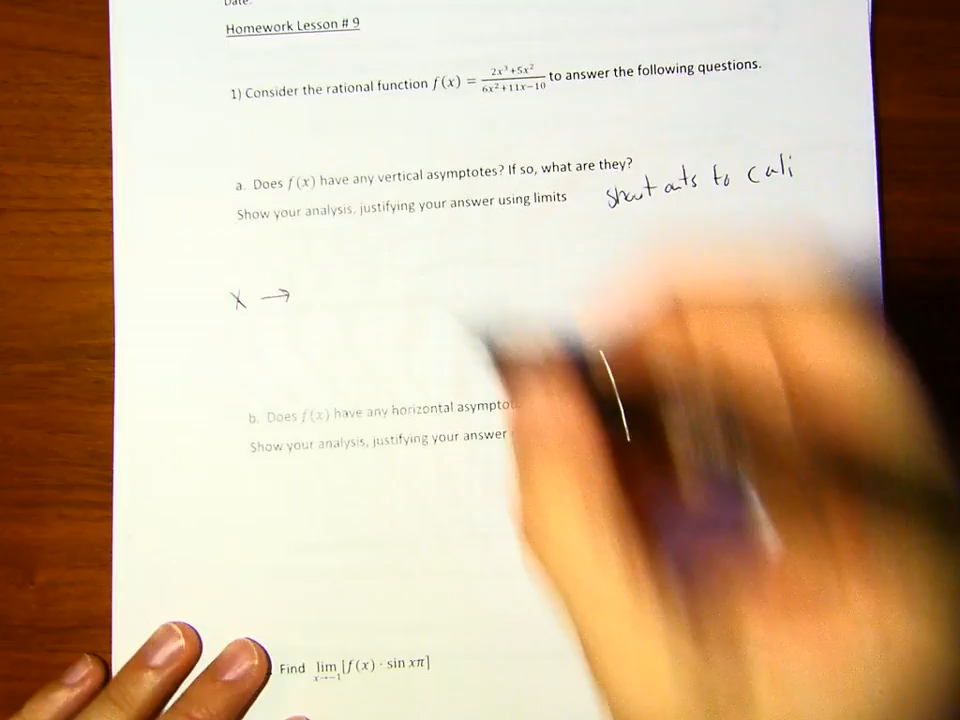 Date:
Homework Lesson # 9
1) Consider the rational function f(x) = (2x³+5x²)/(6x²+11x−10) to answer the following questions.
a. Does f(x) have any vertical asymptotes? If so, what are they?
Show your analysis, justifying your answer using limits
shout outs to cali
x →
b. Does f(x) have any horizontal
Show your analysis, justifying your answer
Find lim x→−1 [f(x) · sin xπ]